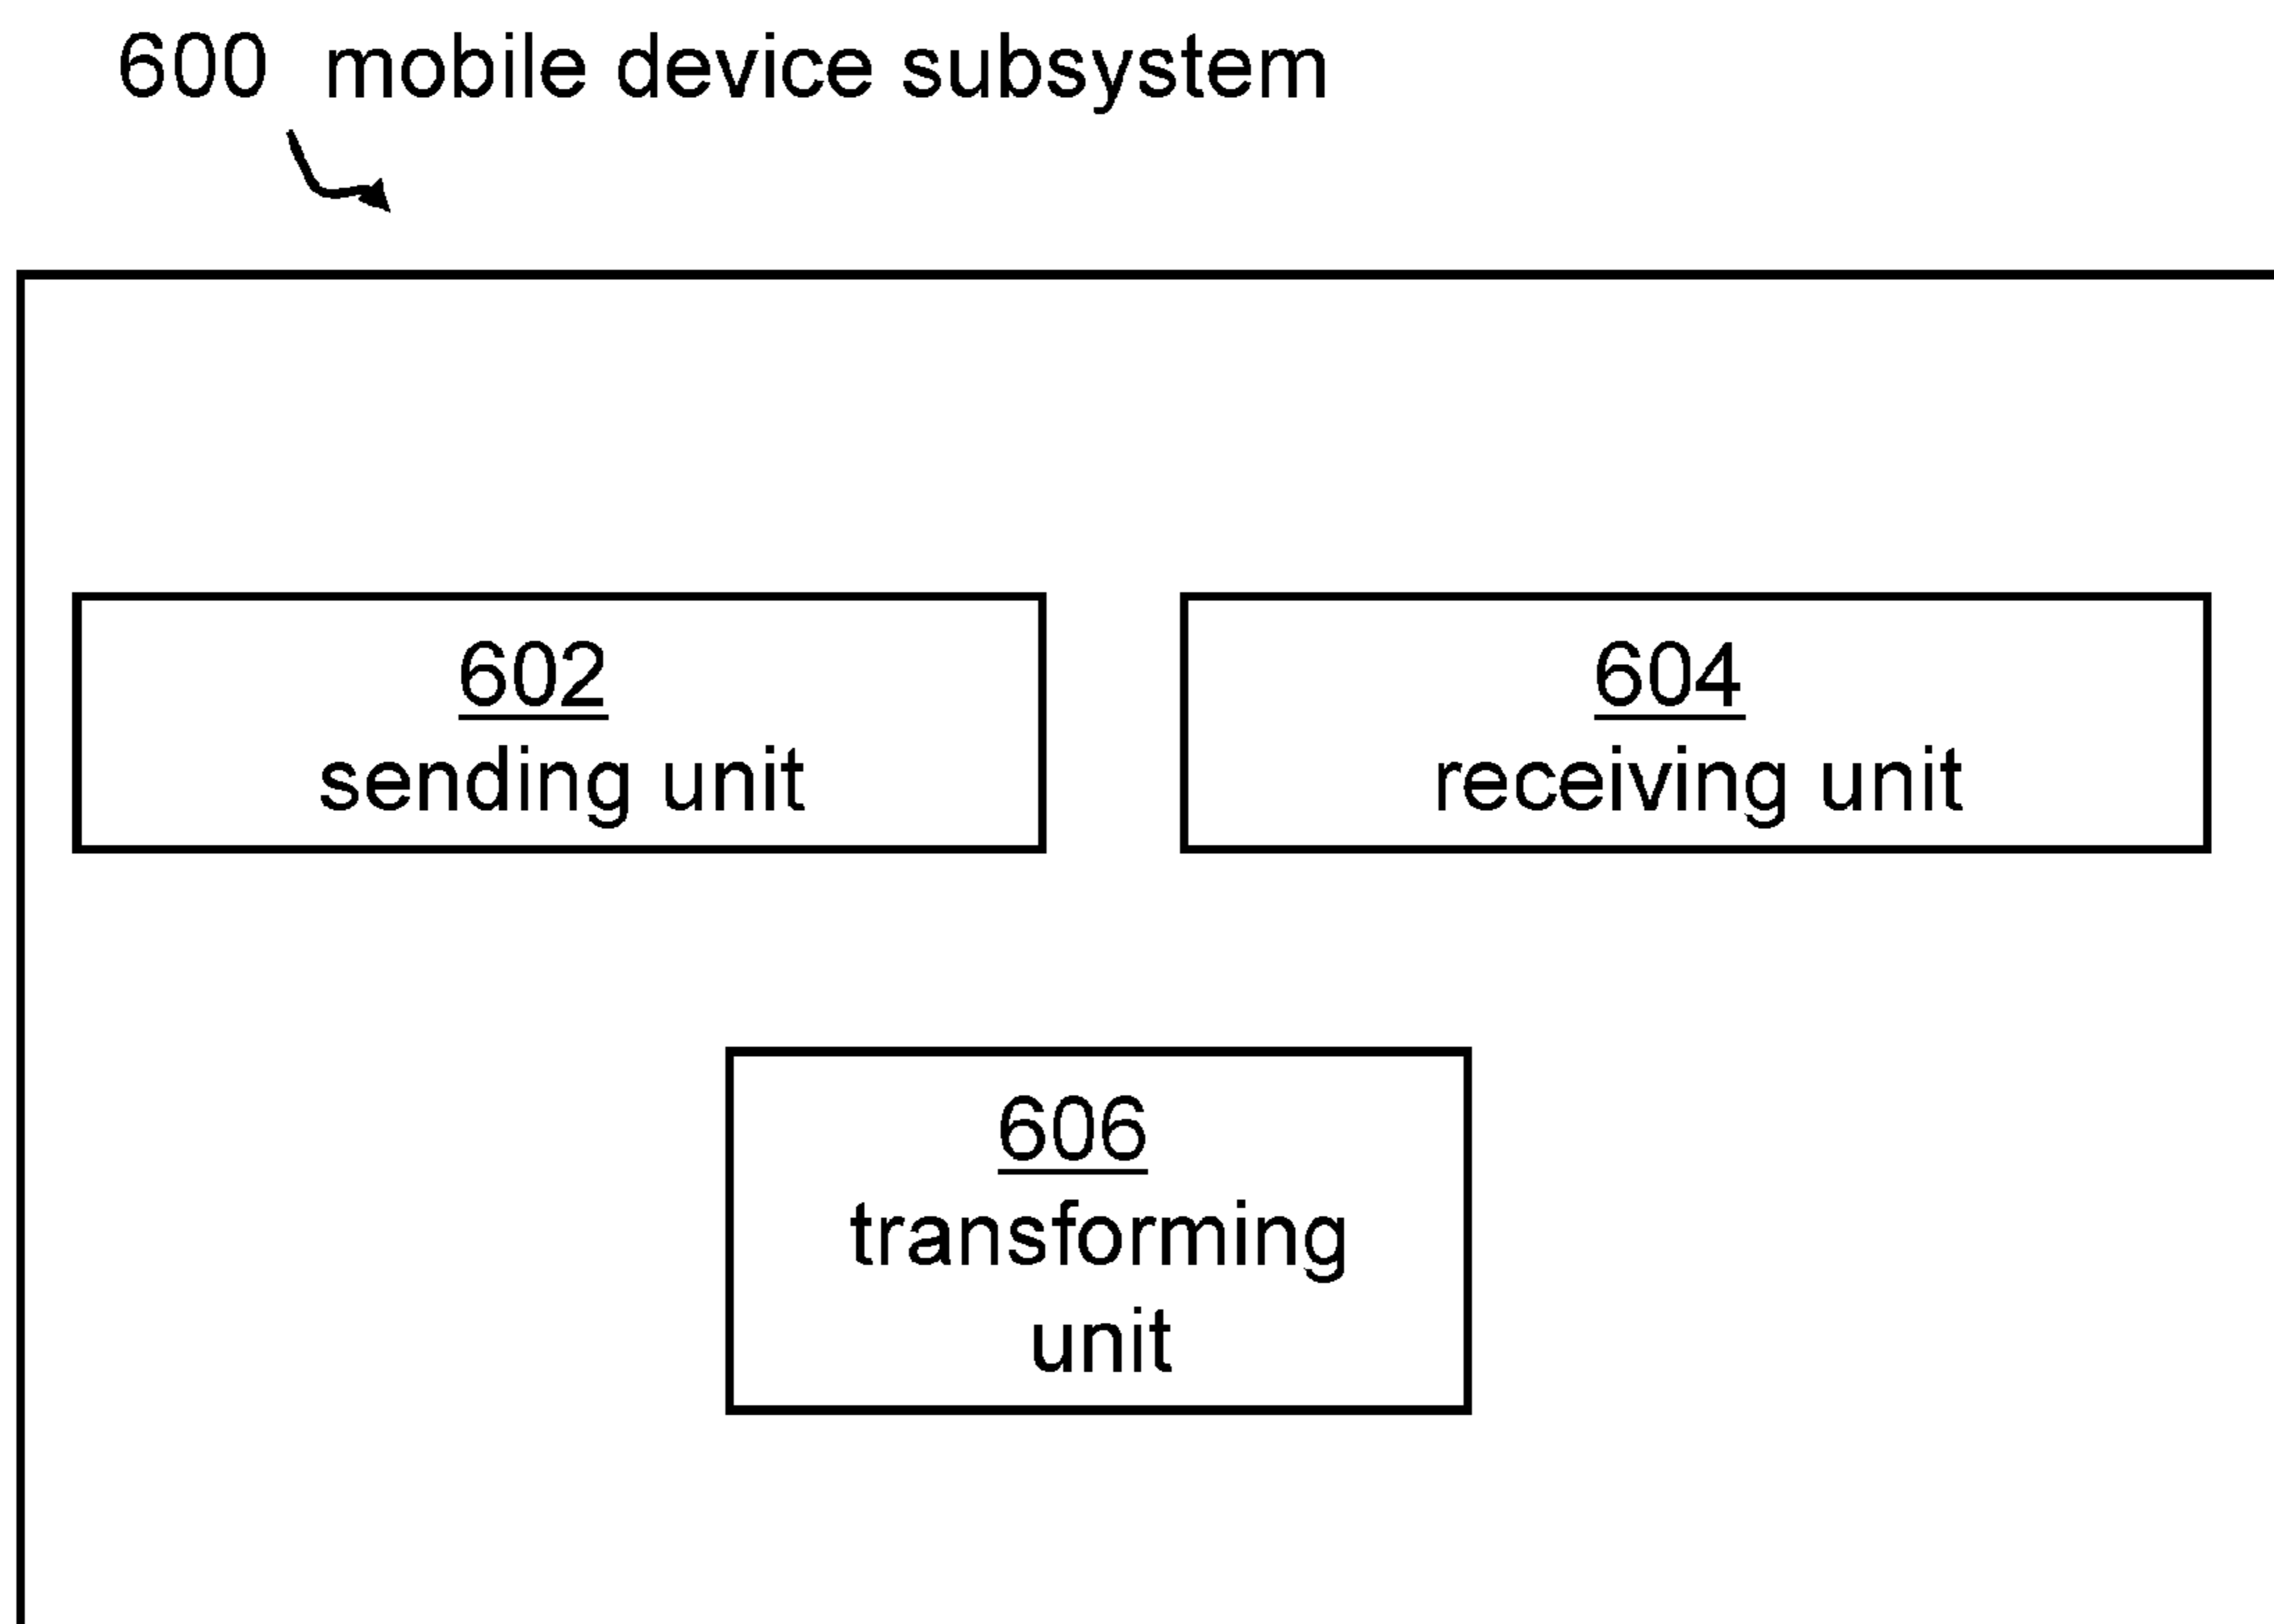 600 mobile device subsystem
602
sending unit
604
receiving unit
606
transforming
unit